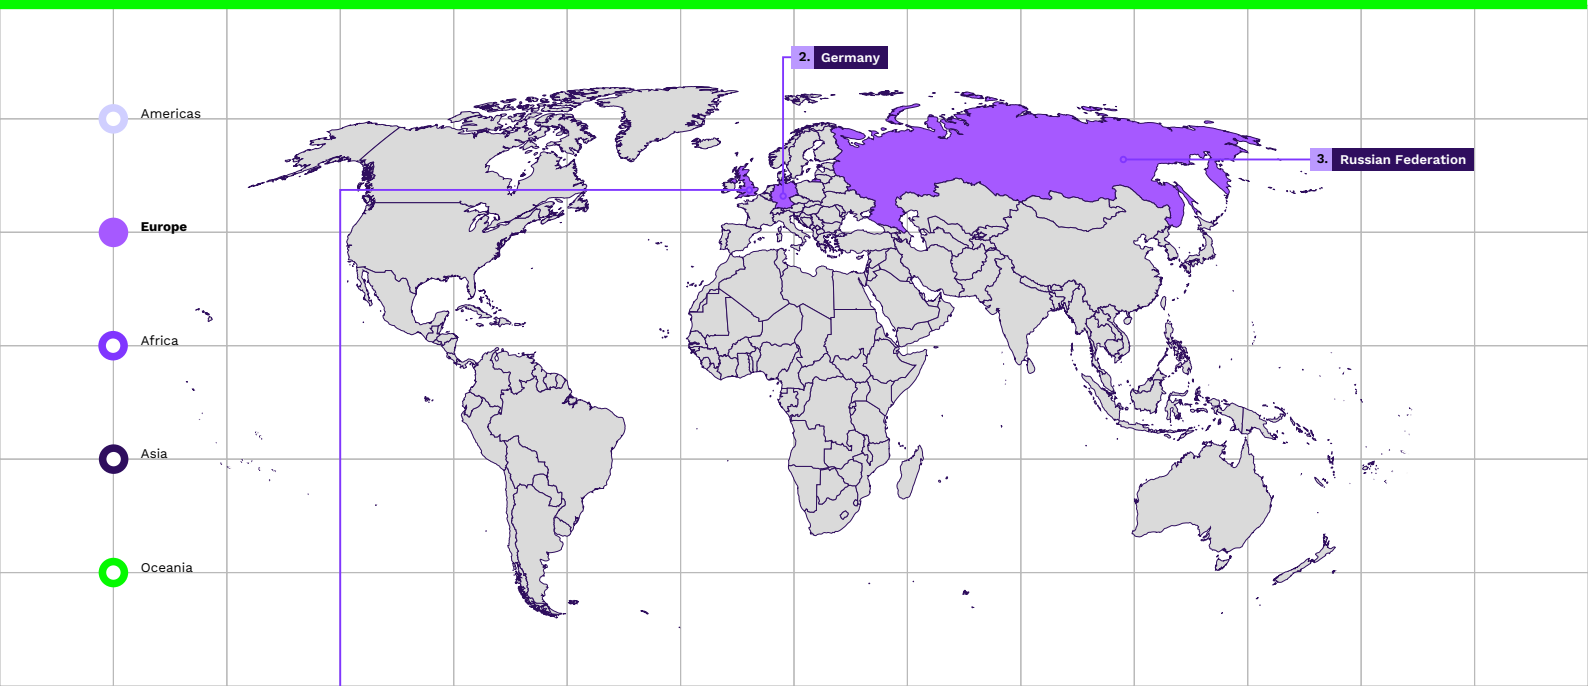 2. Germany
Americas
3. Russian Federation
Europe
Africa
Asia
Oceania